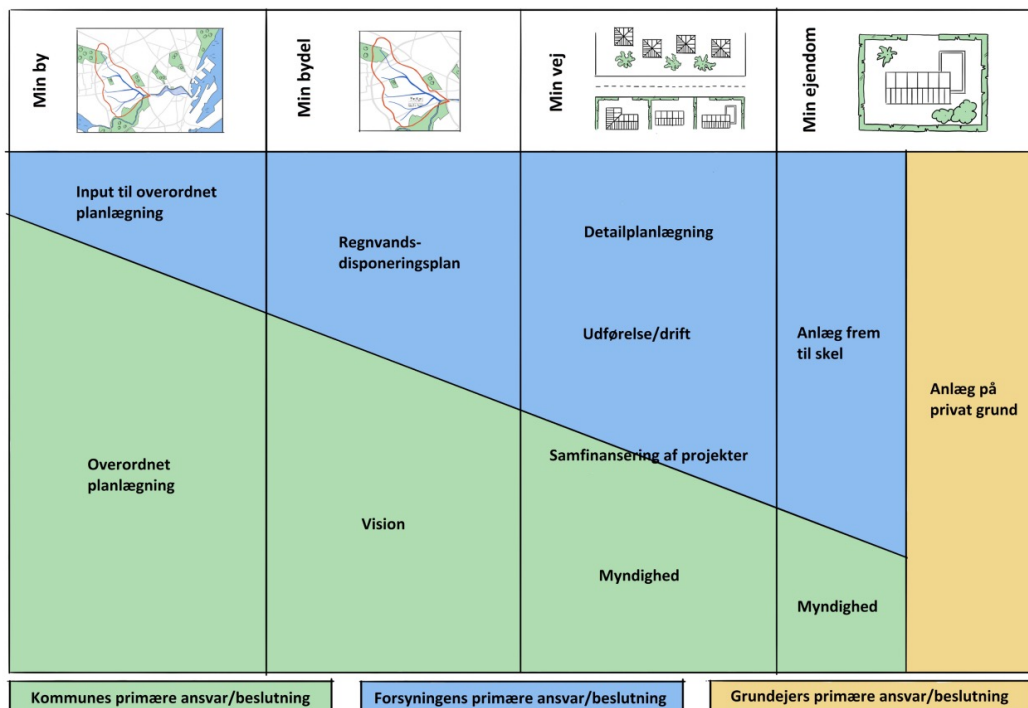 Min by
Min bydel
Min vej
Min ejendom
Input til overordnet
planlægning
Regnvands-
disponeringsplan
Detailplanlægning
Udførelse/drift
Anlæg frem
til skel
Anlæg på
privat grund
Samfinansering af projekter
Overordnet
planlægning
Vision
Myndighed
Myndighed
Kommunes primære ansvar/beslutning
Forsyningens primære ansvar/beslutning
Grundejers primære ansvar/beslutning